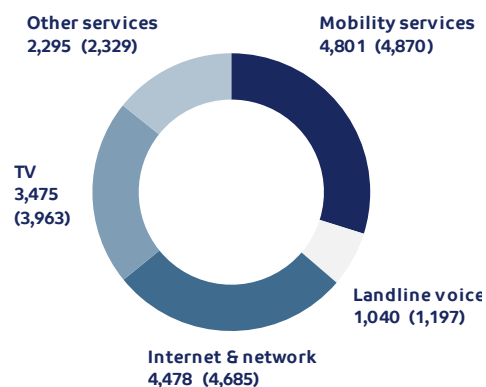 Other services
2,295 (2,329)
Mobility services
4,801 (4,870)
TV
3,475
(3,963)
Landline voice
1,040 (1,197)
Internet & network
4,478 (4,685)